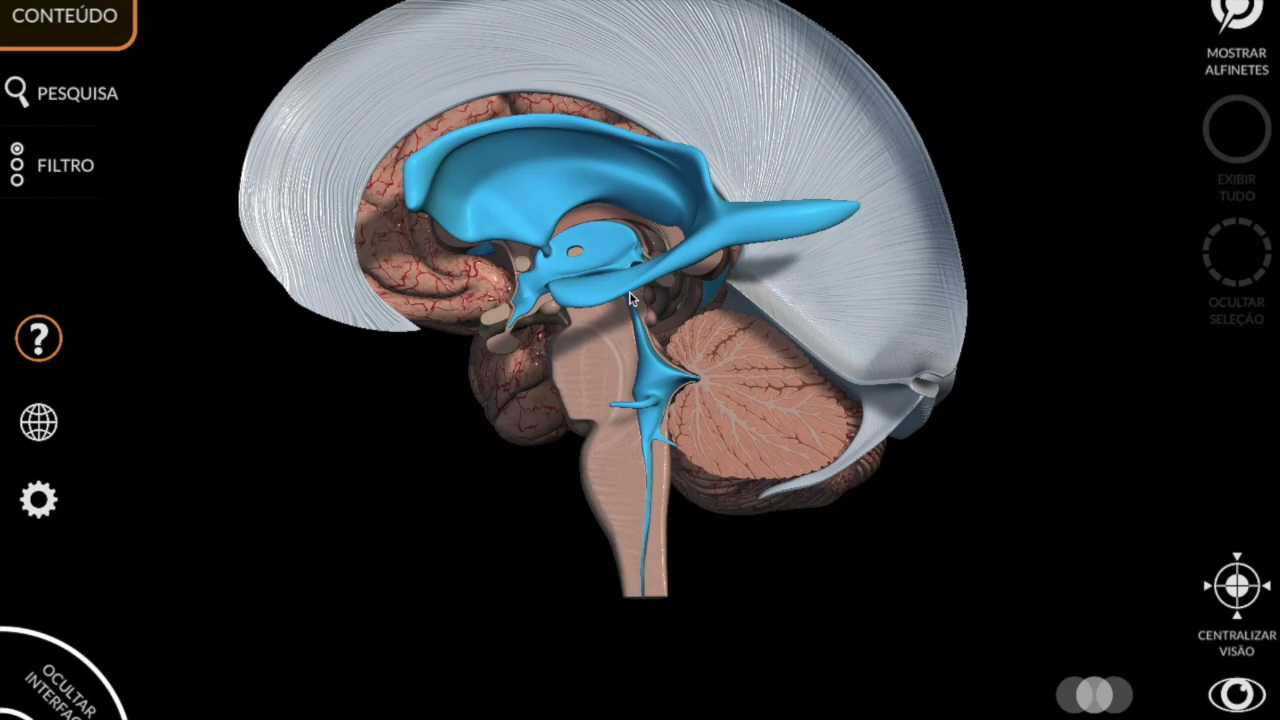 CONTEÚDO
PESQUISA
FILTRO
?
OCULTAR
MOSTRAR
ALFINETES
EXIBIR
TUDO
OCULTAR
SELEÇÃO
CENTRALIZAR
VISÃO